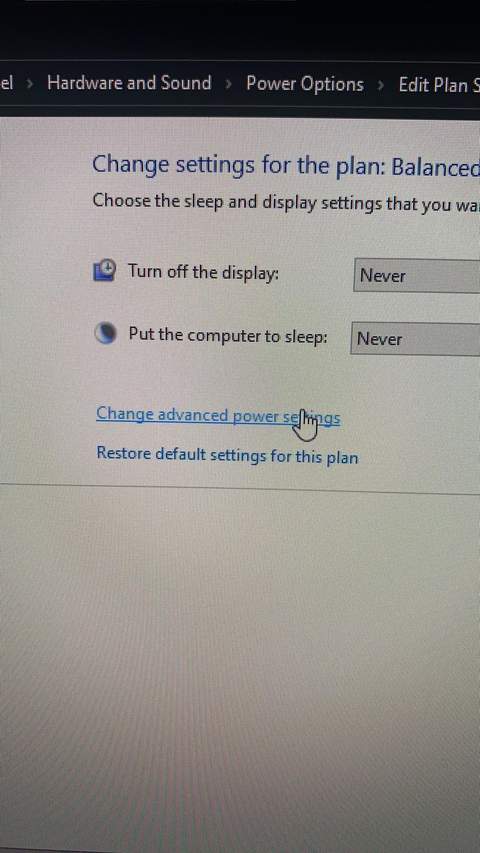 el › Hardware and Sound › Power Options › Edit Plan S
Change settings for the plan: Balanced
Choose the sleep and display settings that you wa
Turn off the display: Never
Put the computer to sleep: Never
Change advanced power settings
Restore default settings for this plan